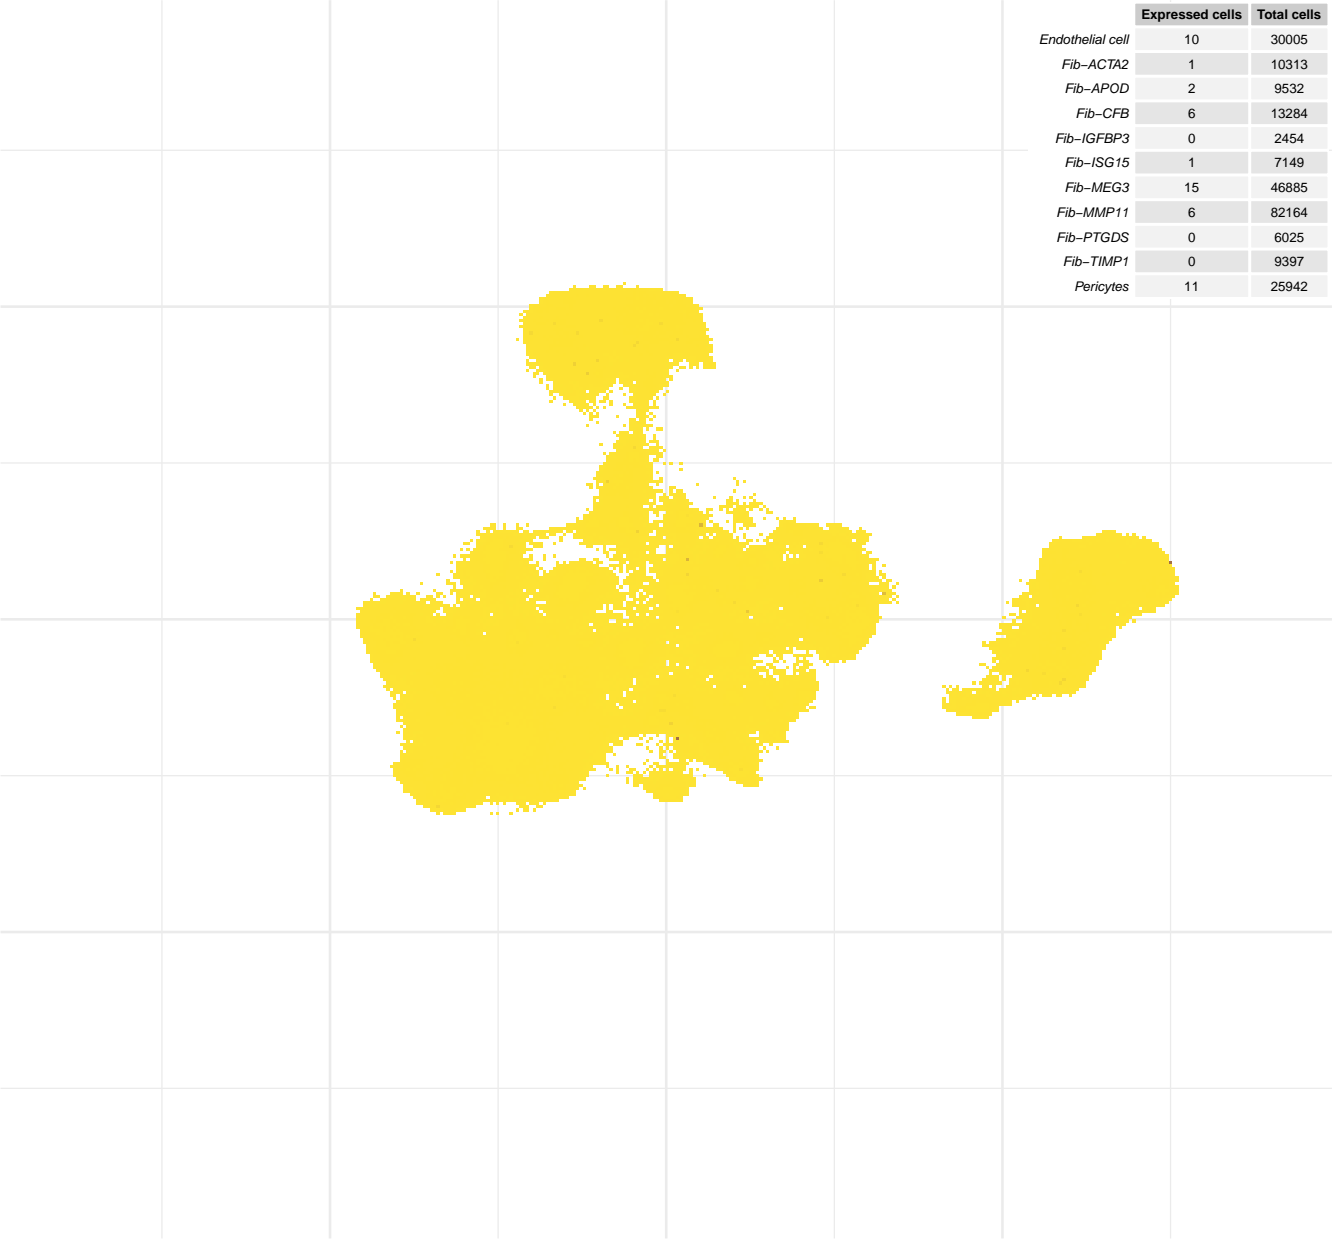 Expressed cells Total cells
Endothelial cell 10 30005
Fib−ACTA2 1 10313
Fib−APOD 2 9532
Fib−CFB 6 13284
Fib−IGFBP3 0 2454
Fib−ISG15 1 7149
Fib−MEG3 15 46885
Fib−MMP11 6 82164
Fib−PTGDS 0 6025
Fib−TIMP1 0 9397
Pericytes 11 25942